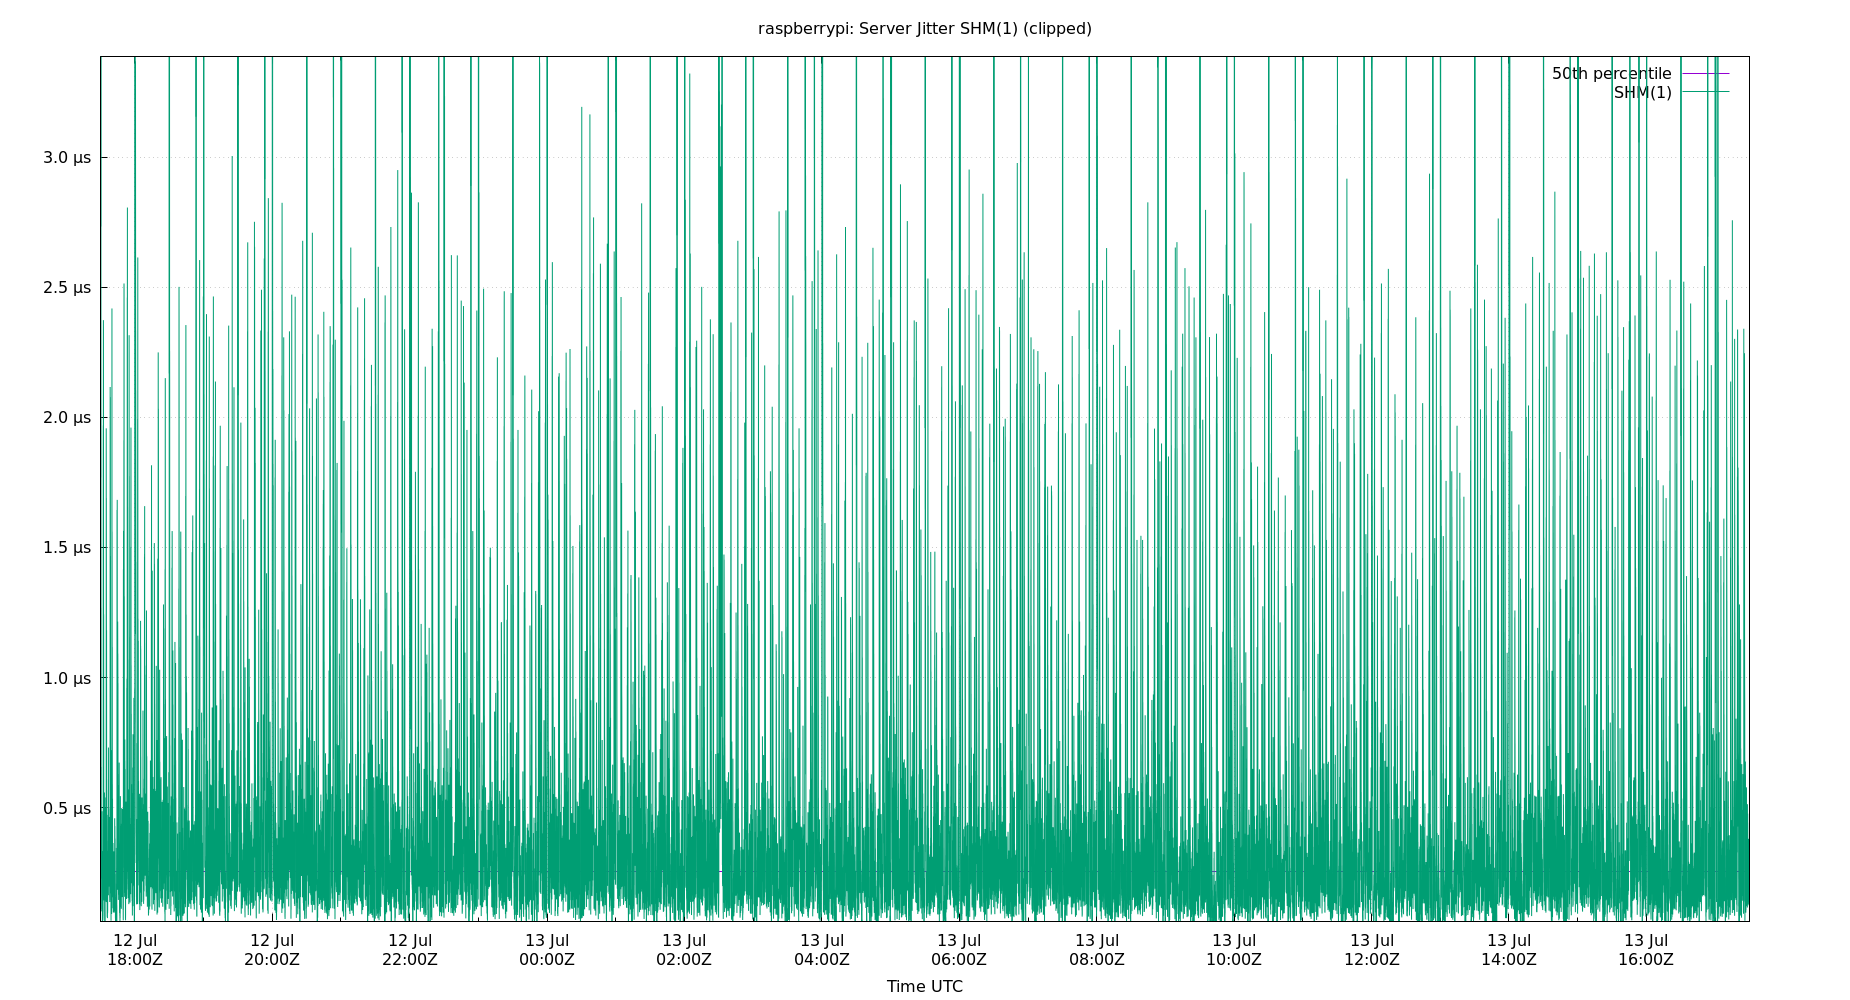 raspberrypi: Server Jitter SHM(1) (clipped)
50th percentile
SHM(1)
3.0 µs
2.5 µs
2.0 µs
1.5 µs
1.0 µs
0.5 µs
12 Jul 12 Jul 12 Jul 13 Jul 13 Jul 13 Jul 13 Jul 13 Jul 13 Jul 13 Jul 13 Jul 13 Jul
18:00Z 20:00Z 22:00Z 00:00Z 02:00Z 04:00Z 06:00Z 08:00Z 10:00Z 12:00Z 14:00Z 16:00Z
Time UTC